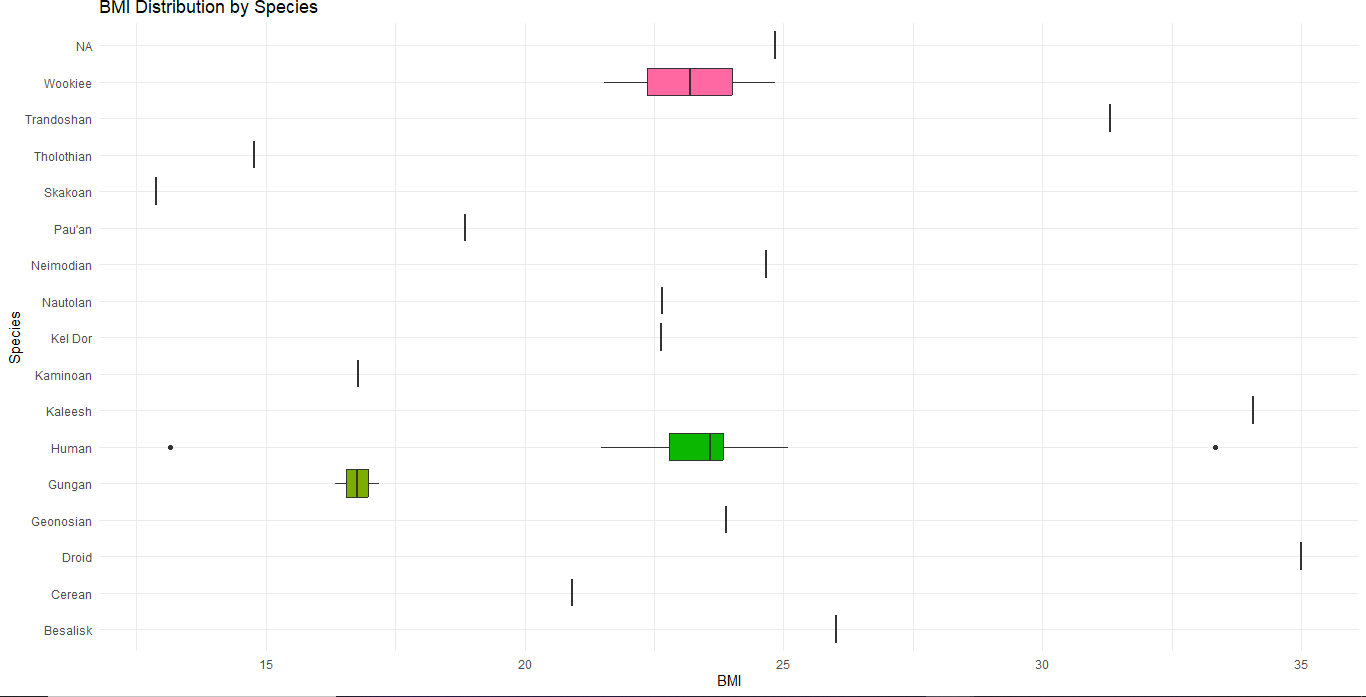 BMI Distribution by Species
NA
Wookiee
Trandoshan
Tholothian
Skakoan
Pau'an
Neimodian
Nautolan
Kel Dor
Kaminoan
Kaleesh
Human
Gungan
Geonosian
Droid
Cerean
Besalisk
Species
15 20 25 30 35
BMI